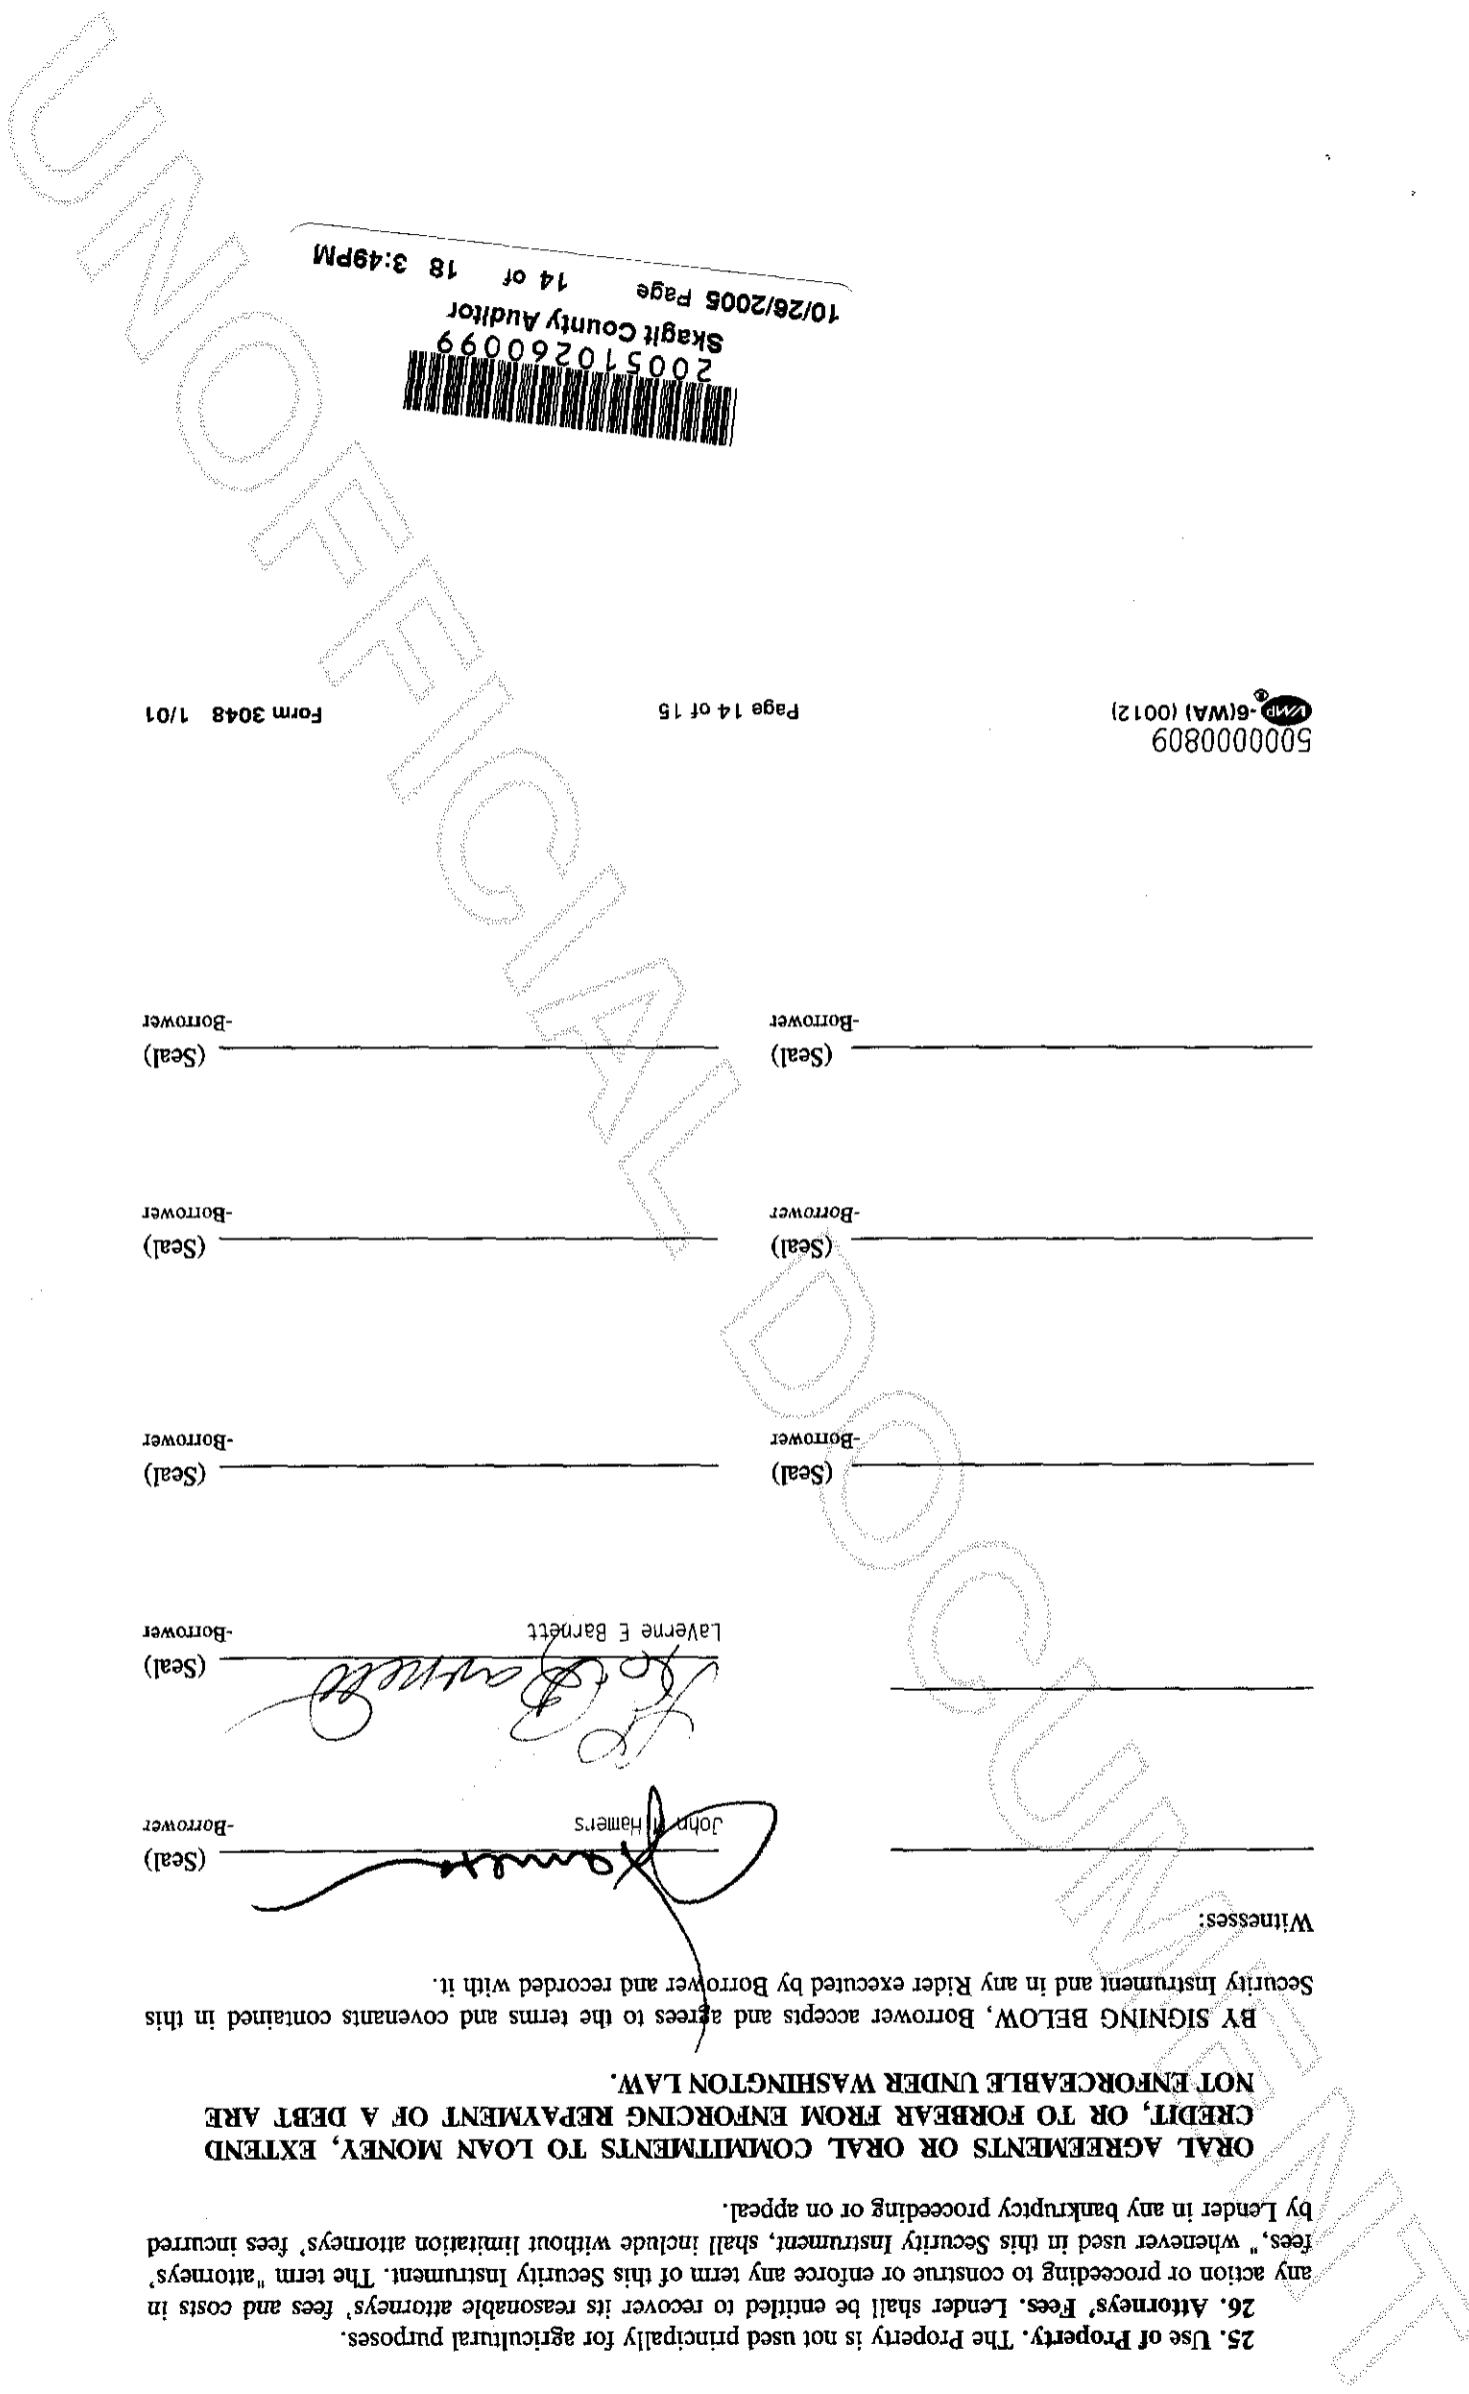 25. Use of Property. The Property is not used principally for agricultural purposes.
26. Attorneys' Fees. Lender shall be entitled to recover its reasonable attorneys' fees and costs in
any action or proceeding to construe or enforce any term of this Security Instrument. The term "attorneys'
fees," whenever used in this Security Instrument, shall include without limitation attorneys' fees incurred
by Lender in any bankruptcy proceeding or on appeal.
ORAL AGREEMENTS OR ORAL COMMITMENTS TO LOAN MONEY, EXTEND
CREDIT, OR TO FORBEAR FROM ENFORCING REPAYMENT OF A DEBT ARE
NOT ENFORCEABLE UNDER WASHINGTON LAW.
BY SIGNING BELOW, Borrower accepts and agrees to the terms and covenants contained in this
Security Instrument and in any Rider executed by Borrower and recorded with it.
Witnesses:
(Seal)
John Hamers -Borrower
(Seal)
LaVerne E Barnett -Borrower
(Seal) (Seal)
-Borrower -Borrower
(Seal) (Seal)
-Borrower -Borrower
(Seal) (Seal)
-Borrower -Borrower
5000000809
VMP -6(WA) (0012) Page 14 of 15 Form 3048 1/01
200510260099
Skagit County Auditor
10/26/2005 Page 14 of 18 3:49PM
UNOFFICIAL DOCUMENT